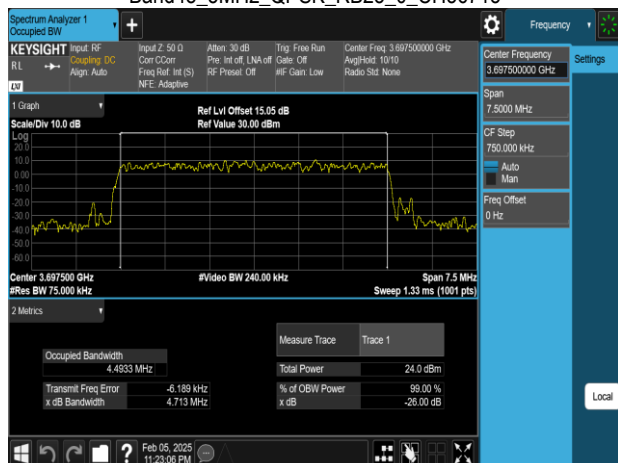 Spectrum Analyzer 1
Occupied BW
Frequency
KEYSIGHT
RL
Input: RF
Coupling: DC
Align: Auto
Input Z: 50 Ω
Corr CCorr
Freq Ref: Int (S)
NFE: Adaptive
Atten: 30 dB
Pre: Int off, LNA off
RF Preset: Off
Trig: Free Run
Gate: Off
#IF Gain: Low
Center Freq: 3.697500000 GHz
Avg|Hold: 10/10
Radio Std: None
1 Graph
Scale/Div 10.0 dB
Ref Lvl Offset 15.05 dB
Ref Value 30.00 dBm
Log
20.0
10.0
0.00
-10.0
-20.0
-30.0
-40.0
-50.0
-60.0
Center 3.697500 GHz
#Res BW 75.000 kHz
#Video BW 240.00 kHz
Span 7.5 MHz
Sweep 1.33 ms (1001 pts)
2 Metrics
Measure Trace Trace 1
Occupied Bandwidth
4.4933 MHz
Total Power 24.0 dBm
Transmit Freq Error -6.189 kHz
% of OBW Power 99.00 %
x dB Bandwidth 4.713 MHz
x dB -26.00 dB
Center Frequency
3.697500000 GHz
Span
7.5000 MHz
CF Step
750.000 kHz
Auto
Man
Freq Offset
0 Hz
Settings
Local
Feb 05, 2025
11:23:06 PM